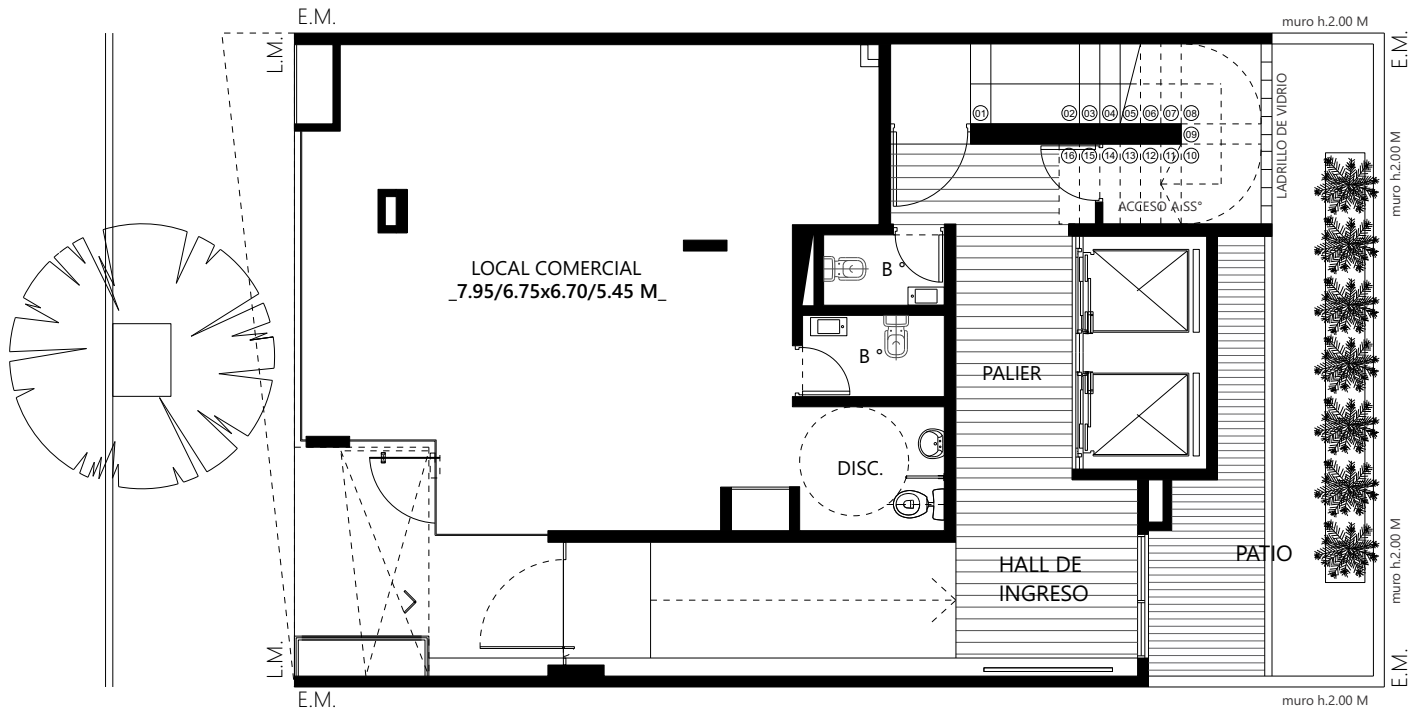 E.M.
muro h.2.00 M
E.M.
L.M.
LADRILLO DE VIDRIO
01
02
03
04
05
06
07
08
09
16
15
14
13
12
11
10
muro h.2.00 M
ACCESO A SS°
LOCAL COMERCIAL
_7.95/6.75x6.70/5.45 M_
B °
B °
PALIER
DISC.
HALL DE
INGRESO
PATIO
muro h.2.00 M
L.M.
E.M.
E.M.
muro h.2.00 M